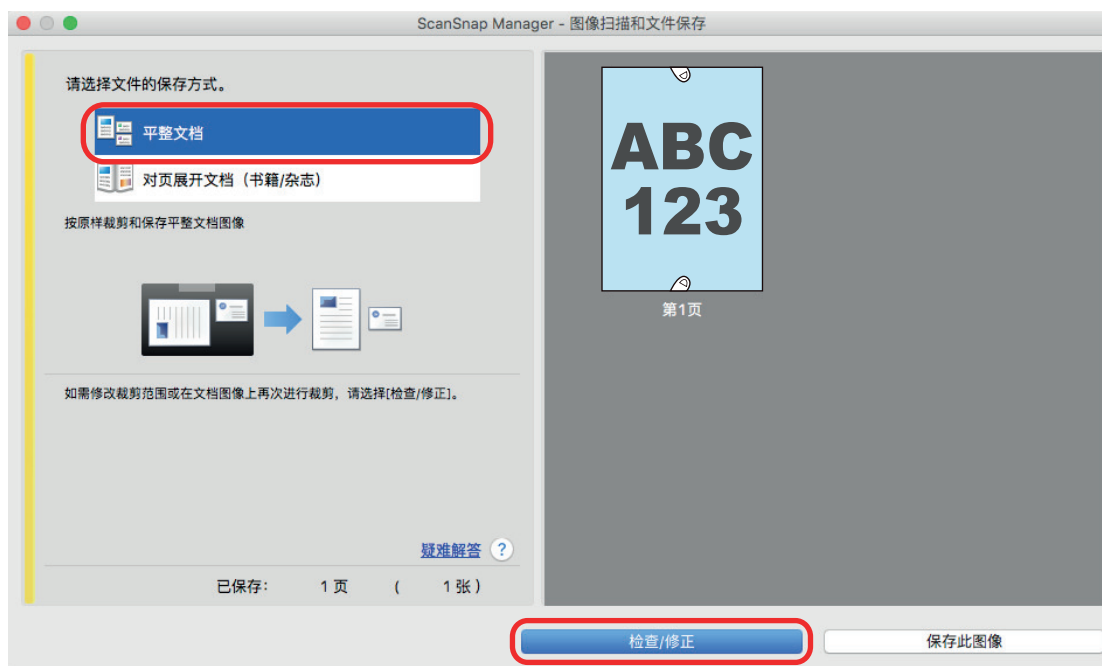 ScanSnap Manager - 图像扫描和文件保存
请选择文件的保存方式。
平整文档
对页展开文档（书籍/杂志）
按原样裁剪和保存平整文档图像
如需修改裁剪范围或在文档图像上再次进行裁剪，请选择[检查/修正]。
疑难解答 ?
已保存： 1 页 ( 1 张 )
ABC
123
第1页
检查/修正
保存此图像